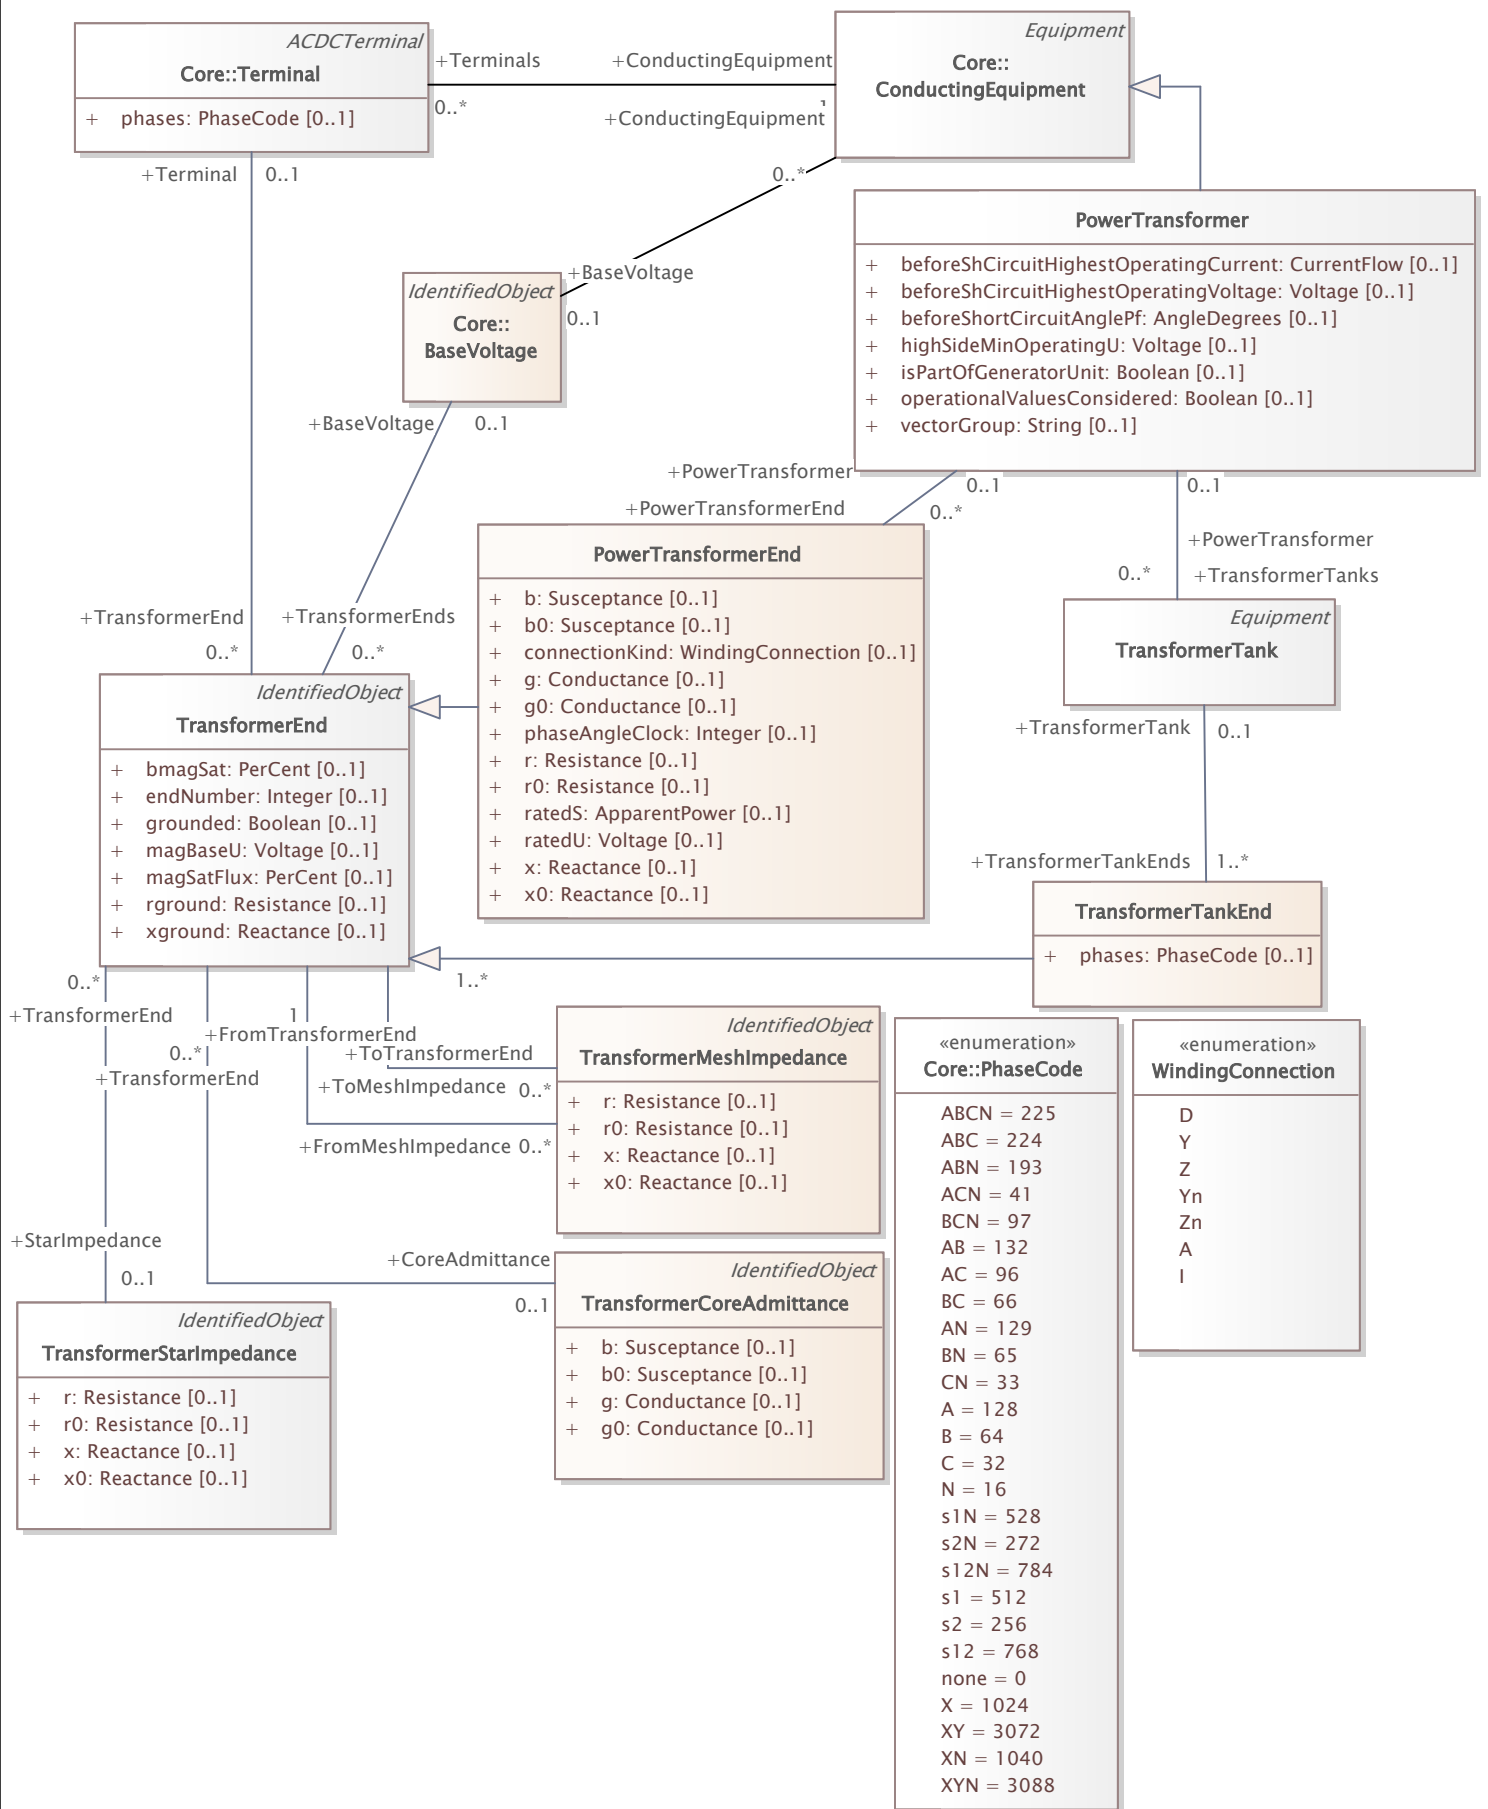 ACDCTerminal
Core::Terminal
+ phases: PhaseCode [0..1]
+Terminals
0..*
+ConductingEquipment
1
+ConductingEquipment
0..*
Equipment
Core::
ConductingEquipment
+Terminal
0..1
+BaseVoltage
0..1
IdentifiedObject
Core::
BaseVoltage
+BaseVoltage
0..1
PowerTransformer
+ beforeShCircuitHighestOperatingCurrent: CurrentFlow [0..1]
+ beforeShCircuitHighestOperatingVoltage: Voltage [0..1]
+ beforeShortCircuitAnglePf: AngleDegrees [0..1]
+ highSideMinOperatingU: Voltage [0..1]
+ isPartOfGeneratorUnit: Boolean [0..1]
+ operationalValuesConsidered: Boolean [0..1]
+ vectorGroup: String [0..1]
+PowerTransformer
0..1
+PowerTransformerEnd
0..*
0..1
+PowerTransformer
0..*
+TransformerTanks
PowerTransformerEnd
+ b: Susceptance [0..1]
+ b0: Susceptance [0..1]
+ connectionKind: WindingConnection [0..1]
+ g: Conductance [0..1]
+ g0: Conductance [0..1]
+ phaseAngleClock: Integer [0..1]
+ r: Resistance [0..1]
+ r0: Resistance [0..1]
+ ratedS: ApparentPower [0..1]
+ ratedU: Voltage [0..1]
+ x: Reactance [0..1]
+ x0: Reactance [0..1]
Equipment
TransformerTank
+TransformerTank
0..1
+TransformerTankEnds
1..*
+TransformerEnd
0..*
+TransformerEnds
0..*
IdentifiedObject
TransformerEnd
+ bmagSat: PerCent [0..1]
+ endNumber: Integer [0..1]
+ grounded: Boolean [0..1]
+ magBaseU: Voltage [0..1]
+ magSatFlux: PerCent [0..1]
+ rground: Resistance [0..1]
+ xground: Reactance [0..1]
TransformerTankEnd
+ phases: PhaseCode [0..1]
0..*
+TransformerEnd
1
+FromTransformerEnd
0..*
+TransformerEnd
1..*
+ToTransformerEnd
+ToMeshImpedance 0..*
+FromMeshImpedance 0..*
IdentifiedObject
TransformerMeshImpedance
+ r: Resistance [0..1]
+ r0: Resistance [0..1]
+ x: Reactance [0..1]
+ x0: Reactance [0..1]
+StarImpedance
0..1
+CoreAdmittance
0..1
IdentifiedObject
TransformerCoreAdmittance
+ b: Susceptance [0..1]
+ b0: Susceptance [0..1]
+ g: Conductance [0..1]
+ g0: Conductance [0..1]
IdentifiedObject
TransformerStarImpedance
+ r: Resistance [0..1]
+ r0: Resistance [0..1]
+ x: Reactance [0..1]
+ x0: Reactance [0..1]
«enumeration»
Core::PhaseCode
ABCN = 225
ABC = 224
ABN = 193
ACN = 41
BCN = 97
AB = 132
AC = 96
BC = 66
AN = 129
BN = 65
CN = 33
A = 128
B = 64
C = 32
N = 16
s1N = 528
s2N = 272
s12N = 784
s1 = 512
s2 = 256
s12 = 768
none = 0
X = 1024
XY = 3072
XN = 1040
XYN = 3088
«enumeration»
WindingConnection
D
Y
Z
Yn
Zn
A
I